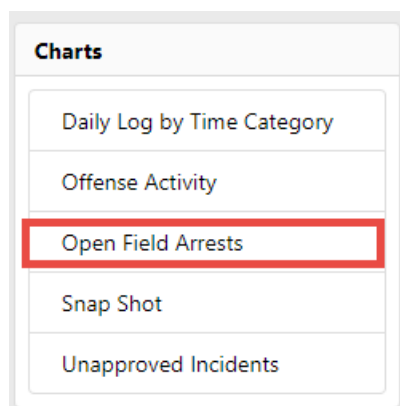 Charts
Daily Log by Time Category
Offense Activity
Open Field Arrests
Snap Shot
Unapproved Incidents